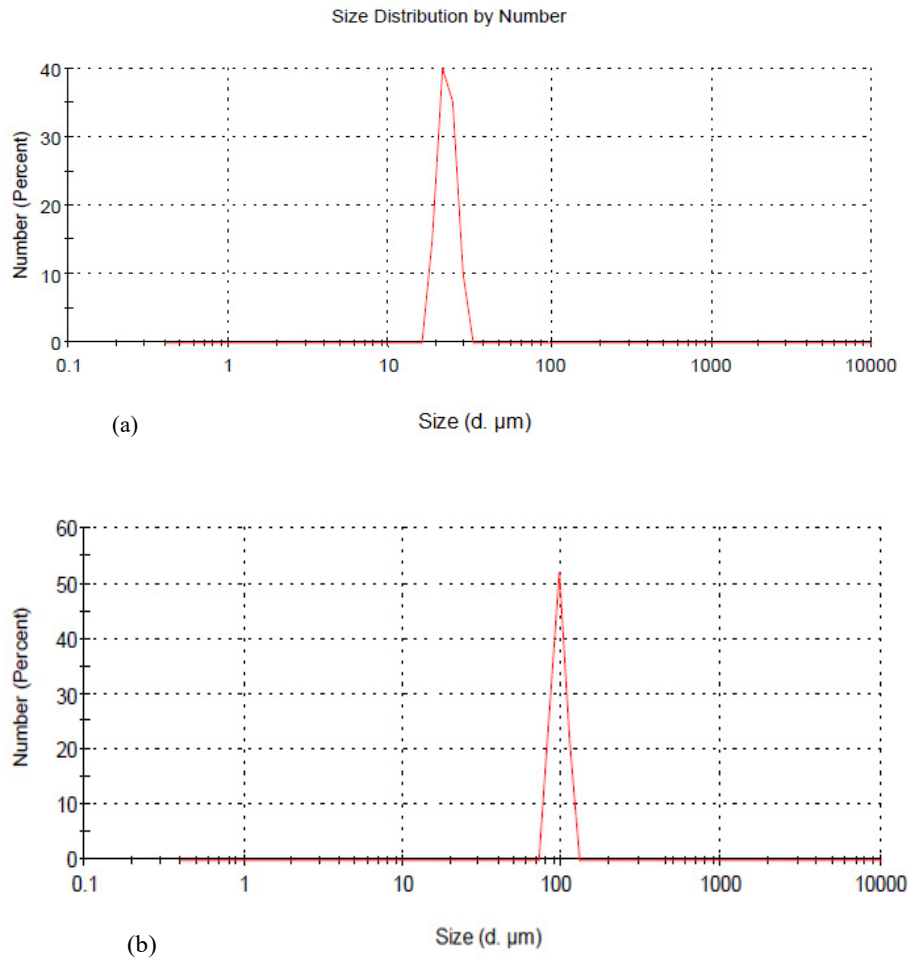 Size Distribution by Number
40
30
20
10
0
Number (Percent)
0.1 1 10 100 1000 10000
(a) Size (d. µm)
60
50
40
30
20
10
0
Number (Percent)
0.1 1 10 100 1000 10000
(b) Size (d. µm)